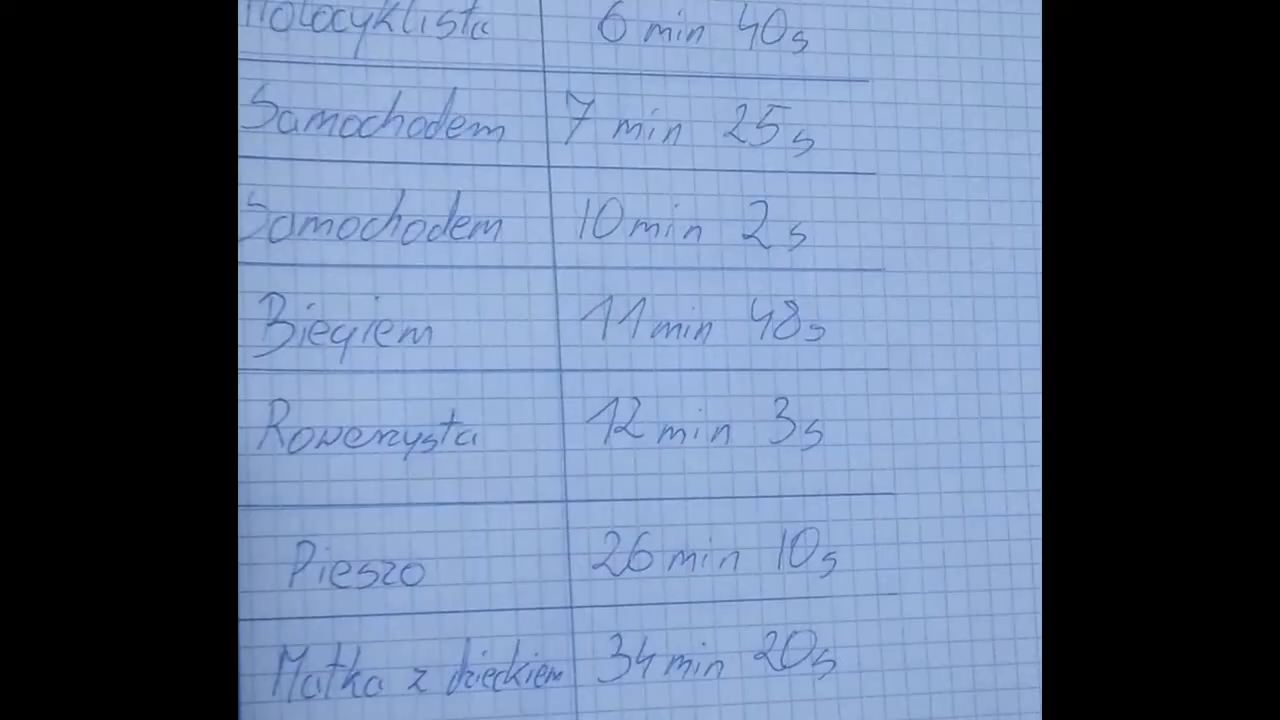 Motocyklista 6 min 40s
Samochodem 7 min 25s
Samochodem 10 min 2s
Biegiem 11 min 48s
Rowerzysta 12 min 3s
Pieszo 26 min 10s
Matka z dzieckiem 34 min 20s